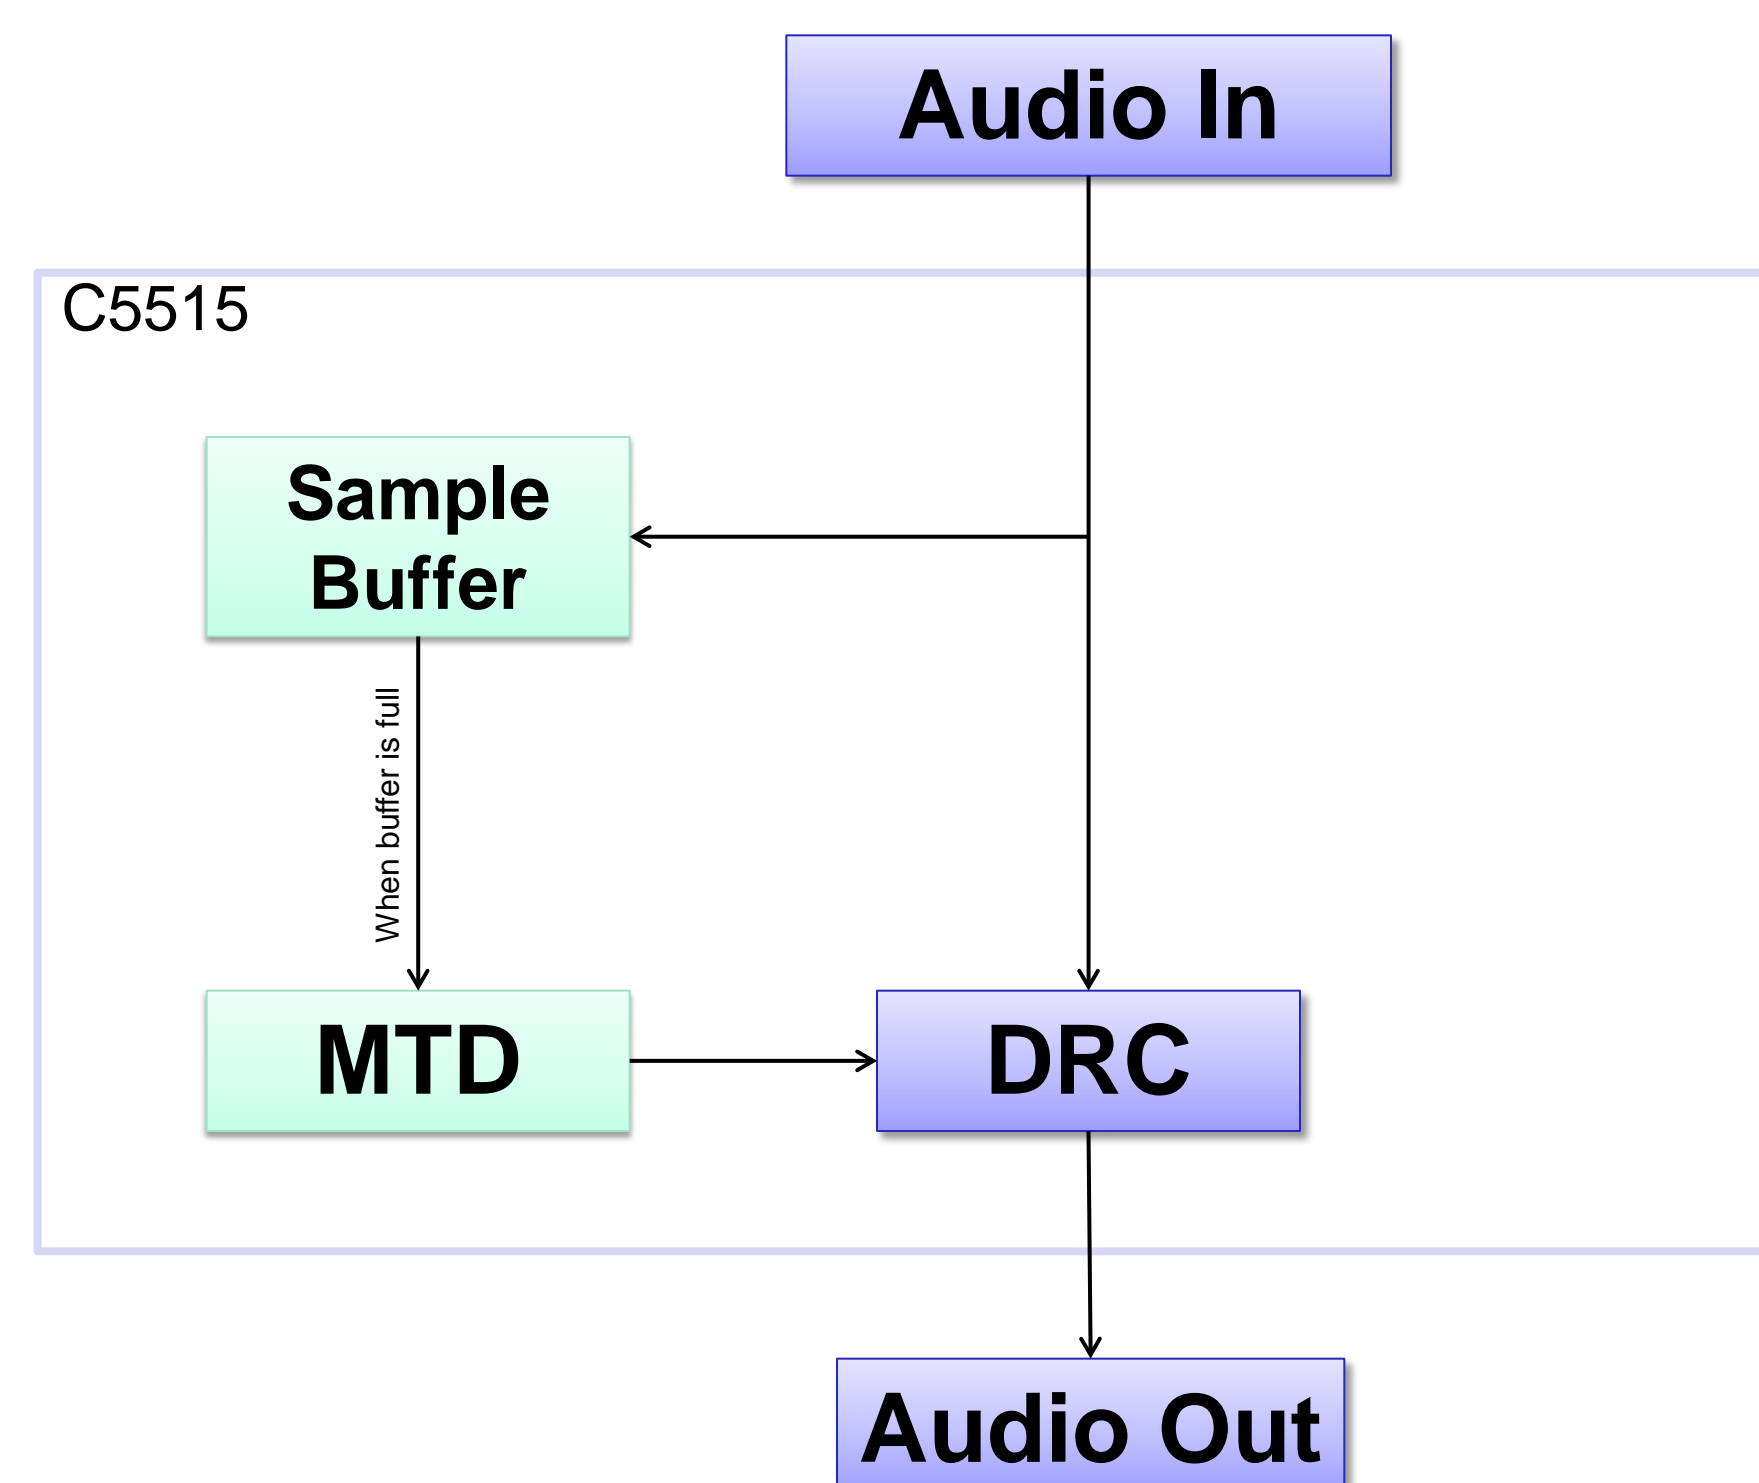 Audio In
C5515
Sample
Buffer
When buffer is full
MTD
DRC
Audio Out